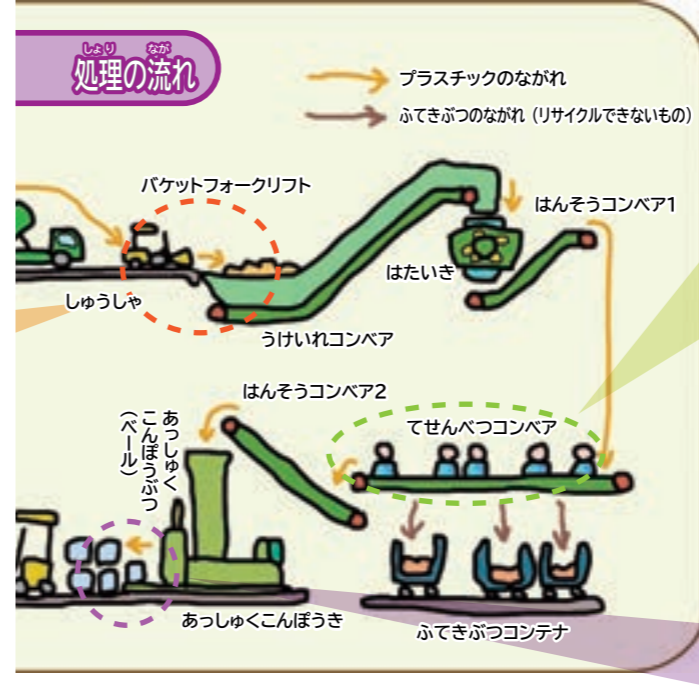 しょり なが
処理の流れ
プラスチックのながれ
ふてきぶつのながれ（リサイクルできないもの）
バケットフォークリフト
はんそうコンベア1
はたいき
しゅうしゃ
うけいれコンベア
はんそうコンベア2
てせんべつコンベア
あっしゅく
こんぽうぶつ
（ベール）
あっしゅくこんぽうき
ふてきぶつコンテナ